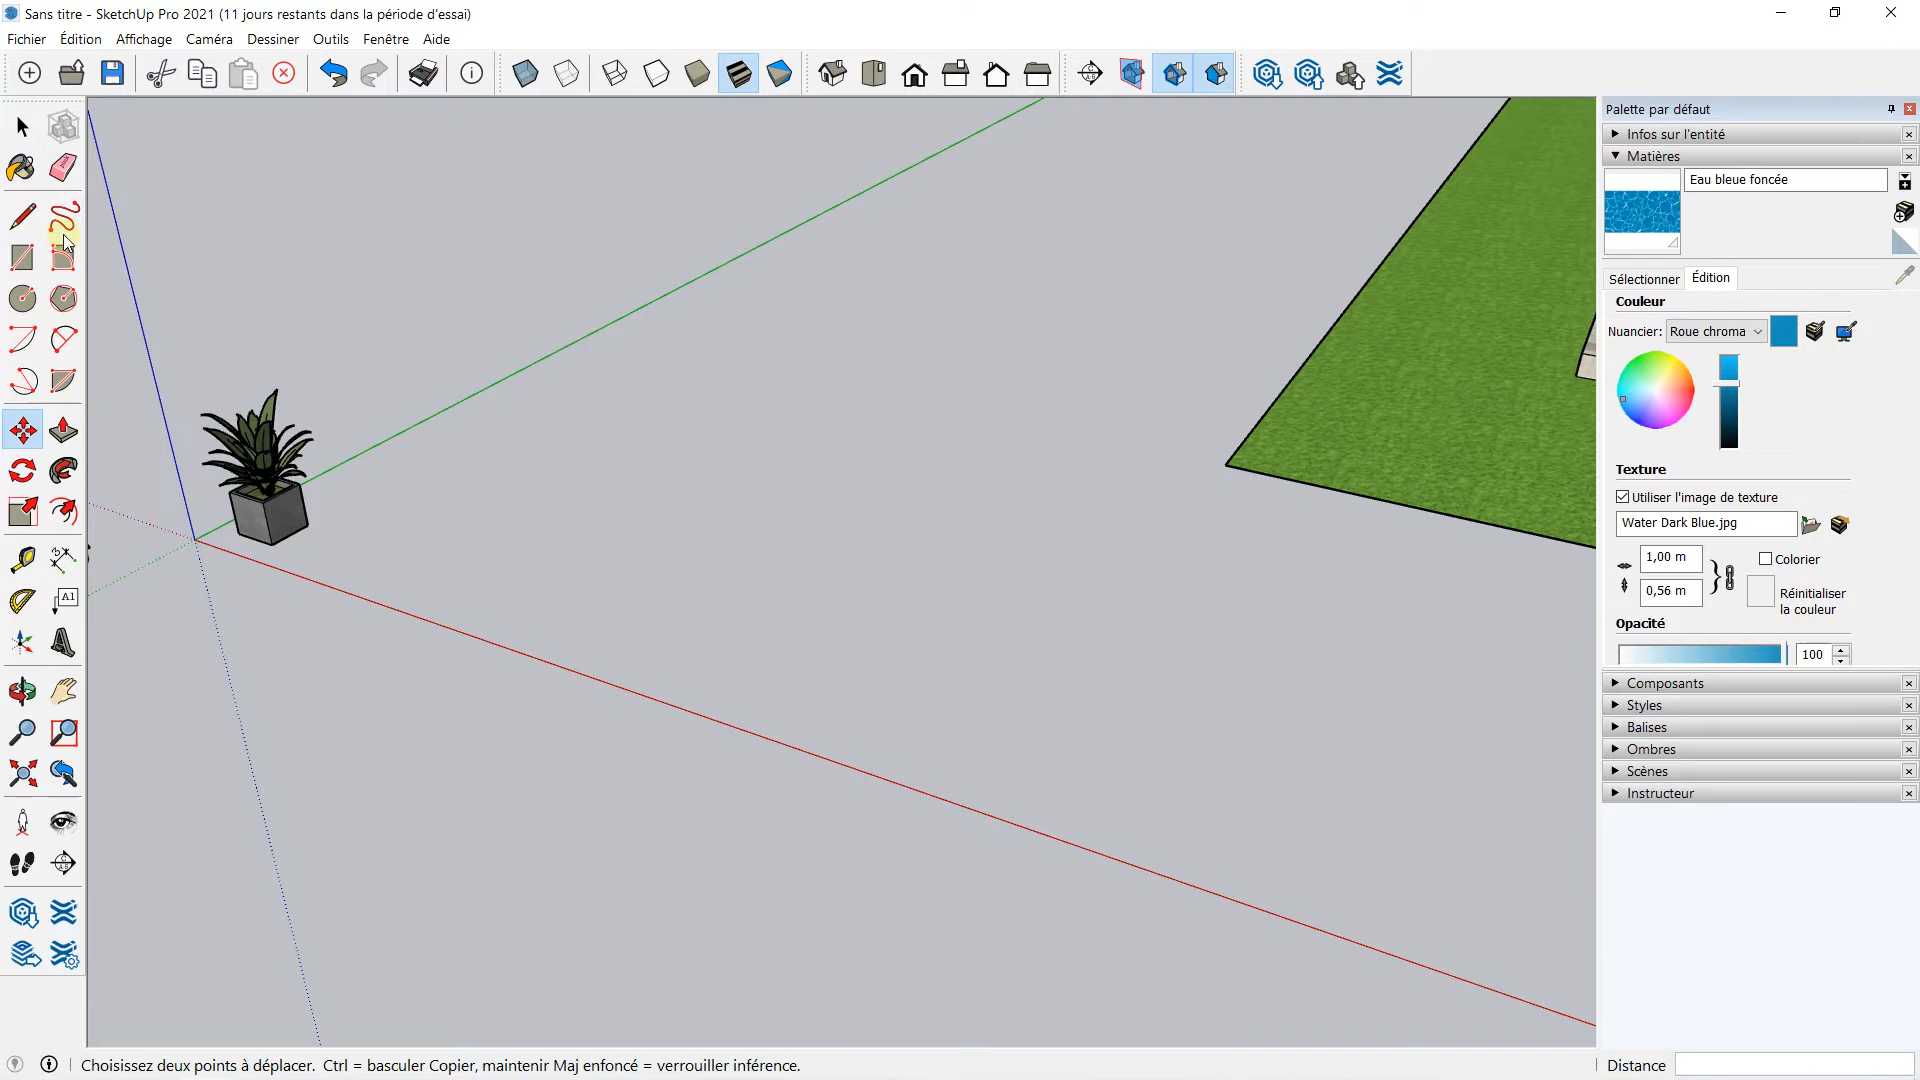 Sans titre - SketchUp Pro 2021 (11 jours restants dans la période d'essai)
Fichier Édition Affichage Caméra Dessiner Outils Fenêtre Aide
Palette par défaut
Infos sur l'entité
Matières
Eau bleue foncée
Sélectionner Édition
Couleur
Nuancier: Roue chroma
Texture
Utiliser l'image de texture
Water Dark Blue.jpg
1,00 m
Colorier
0,56 m
Réinitialiser
la couleur
Opacité
100
Composants
Styles
Balises
Ombres
Scènes
Instructeur
A1
Choisissez deux points à déplacer. Ctrl = basculer Copier, maintenir Maj enfoncé = verrouiller inférence.
Distance